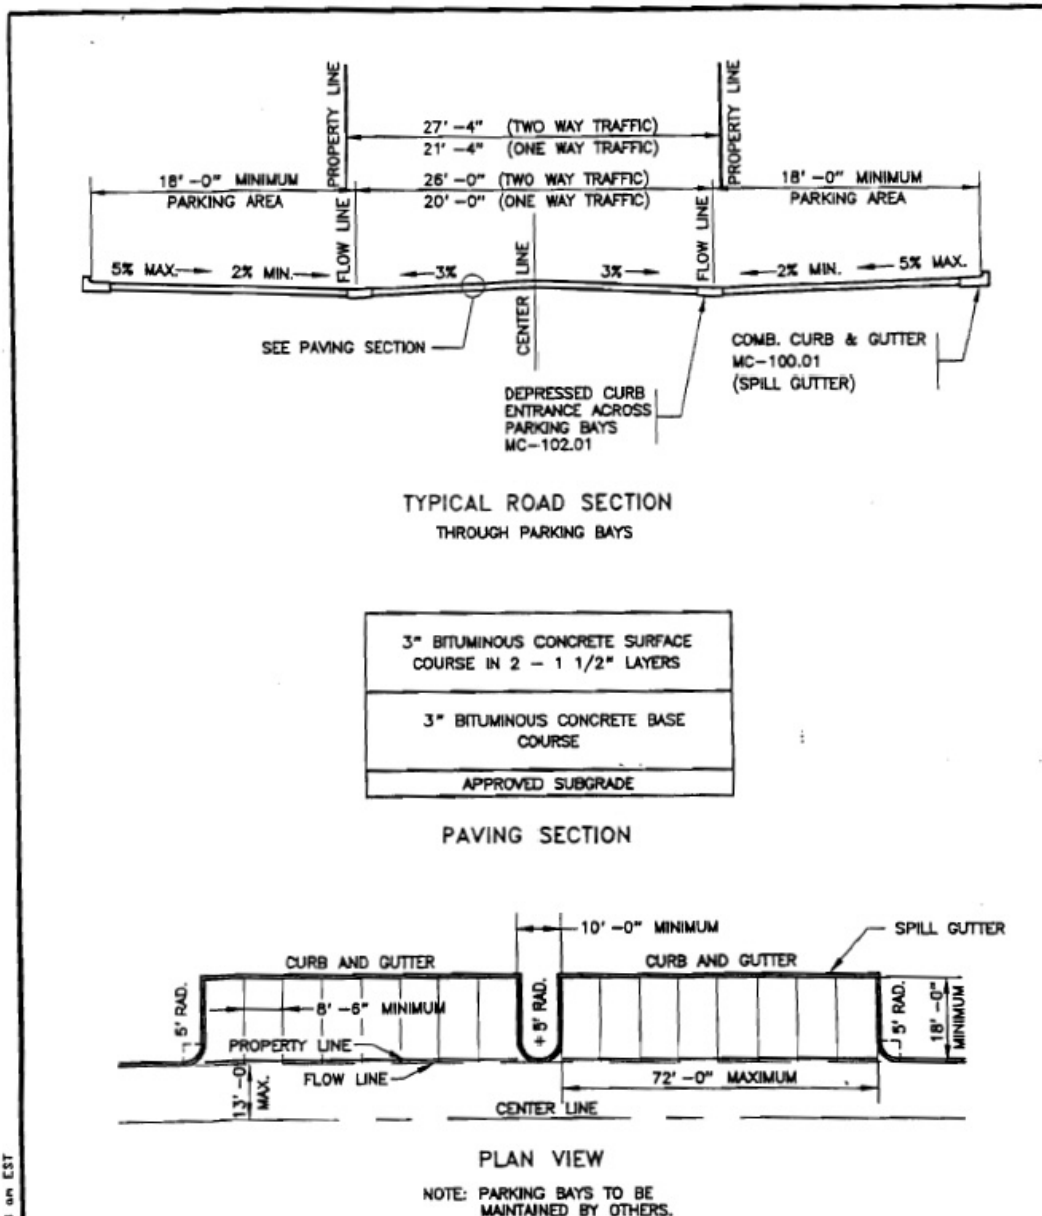 PROPERTY LINE
PROPERTY LINE
27' -4" (TWO WAY TRAFFIC)
21' -4" (ONE WAY TRAFFIC)
18' -0" MINIMUM
PARKING AREA
26' -0" (TWO WAY TRAFFIC)
20' -0" (ONE WAY TRAFFIC)
18' -0" MINIMUM
PARKING AREA
FLOW LINE
CENTER LINE
FLOW LINE
5% MAX.
2% MIN.
3%
3%
2% MIN.
5% MAX.
SEE PAVING SECTION
COMB. CURB & GUTTER
MC-100.01
(SPILL GUTTER)
DEPRESSED CURB
ENTRANCE ACROSS
PARKING BAYS
MC-102.01
TYPICAL ROAD SECTION
THROUGH PARKING BAYS
3" BITUMINOUS CONCRETE SURFACE
COURSE IN 2 - 1 1/2" LAYERS
3" BITUMINOUS CONCRETE BASE
COURSE
APPROVED SUBGRADE
PAVING SECTION
10' -0" MINIMUM
SPILL GUTTER
CURB AND GUTTER
CURB AND GUTTER
5' RAD.
8' -6" MINIMUM
+ 5' RAD.
5' RAD.
18' -0"
MINIMUM
PROPERTY LINE
FLOW LINE
13' -0"
MAX.
72' -0" MAXIMUM
CENTER LINE
PLAN VIEW
NOTE: PARKING BAYS TO BE
MAINTAINED BY OTHERS.
am EST